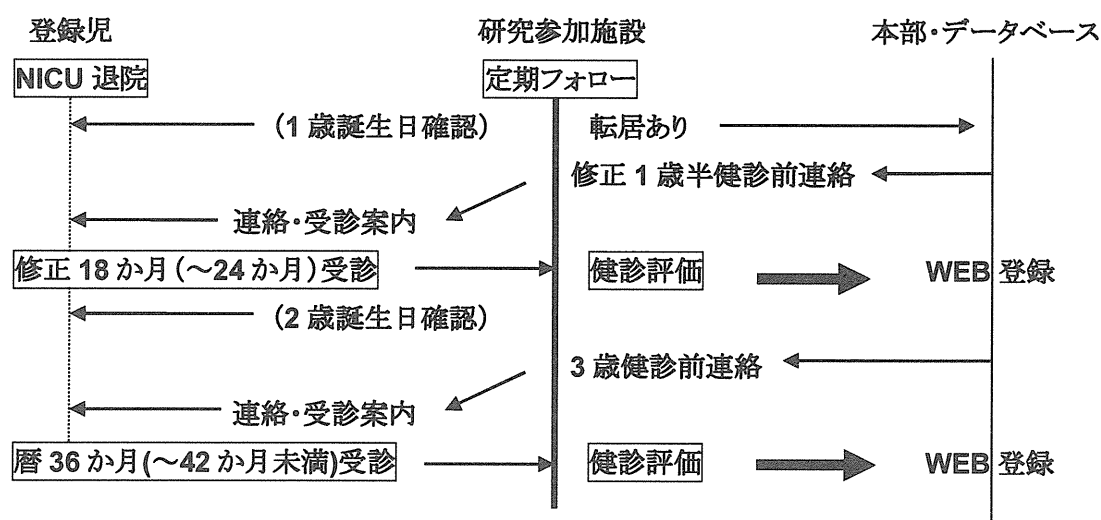 登録児 研究参加施設 本部・データベース
NICU 退院 定期フォロー
(1 歳誕生日確認) 転居あり
修正 1 歳半健診前連絡
連絡・受診案内
修正 18 か月(～24 か月)受診 健診評価 WEB 登録
(2 歳誕生日確認)
3 歳健診前連絡
連絡・受診案内
暦 36 か月(～42 か月未満)受診 健診評価 WEB 登録